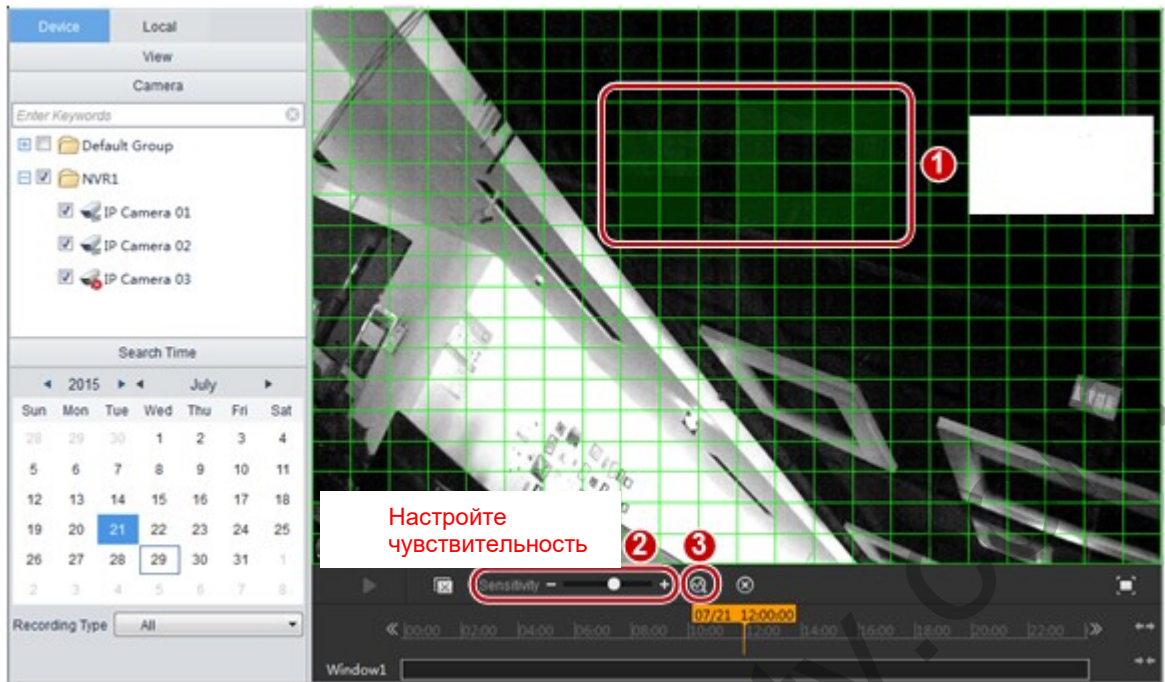 Device Local
View
Camera
Enter Keywords
Default Group
NVR1
IP Camera 01
IP Camera 02
IP Camera 03
Search Time
2015 July
Sun Mon Tue Wed Thu Fri Sat
28 29 30 1 2 3 4
5 6 7 8 9 10 11
12 13 14 15 16 17 18
19 20 21 22 23 24 25
26 27 28 29 30 31 1
2 3 4 5 6 7 8
Recording Type All
1
Настройте
чувствительность
2 3
Sensitivity
07/21 12:00:00
00:00 02:00 04:00 06:00 08:00 10:00 12:00 14:00 16:00 18:00 20:00 22:00
Window1